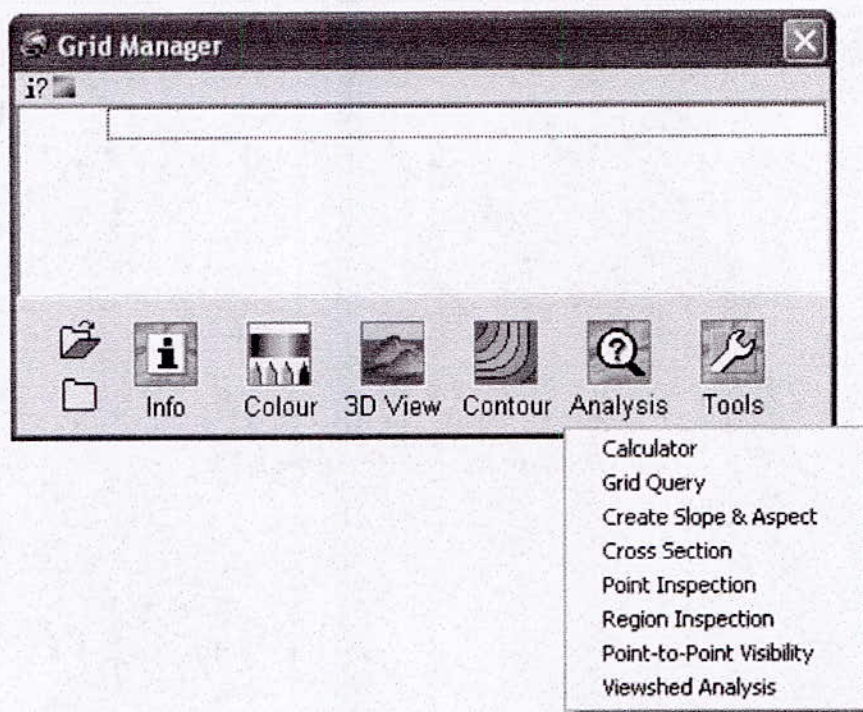 Grid Manager
i?
Info Colour 3D View Contour Analysis Tools
Calculator
Grid Query
Create Slope & Aspect
Cross Section
Point Inspection
Region Inspection
Point-to-Point Visibility
Viewshed Analysis